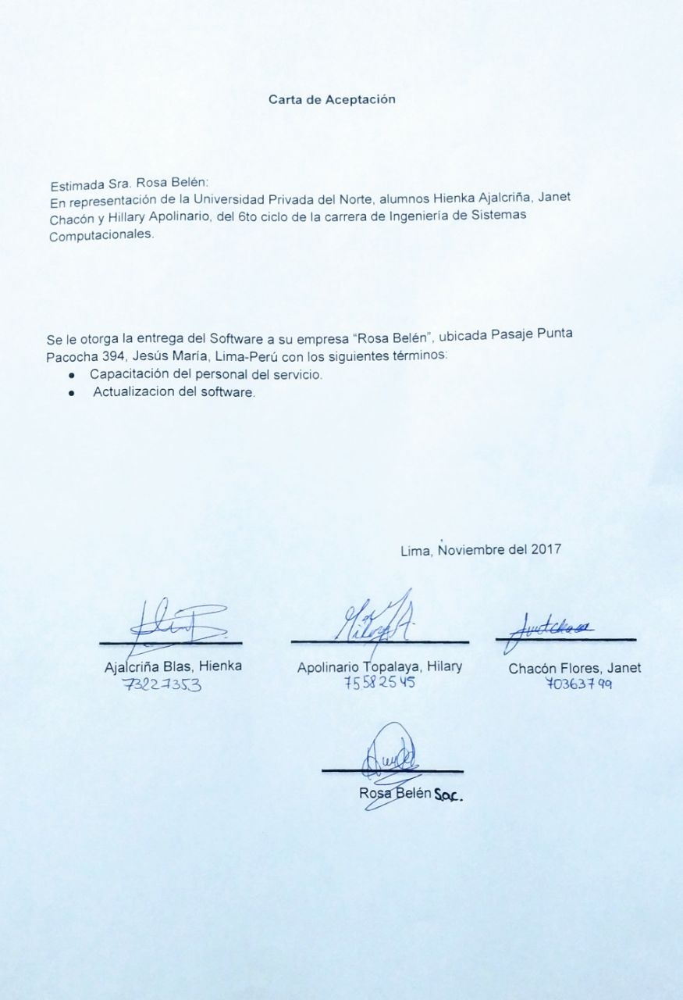 Carta de Aceptación
Estimada Sra. Rosa Belén:
En representación de la Universidad Privada del Norte, alumnos Hienka Ajalcriña, Janet
Chacón y Hillary Apolinario, del 6to ciclo de la carrera de Ingeniería de Sistemas
Computacionales.
Se le otorga la entrega del Software a su empresa “Rosa Belén”, ubicada Pasaje Punta
Pacocha 394, Jesús María, Lima-Perú con los siguientes términos:
● Capacitación del personal del servicio.
● Actualizacion del software.
Lima, Noviembre del 2017
Ajalcriña Blas, Hienka
73227353
Apolinario Topalaya, Hilary
75582545
Chacón Flores, Janet
70363799
Rosa Belén Sac.